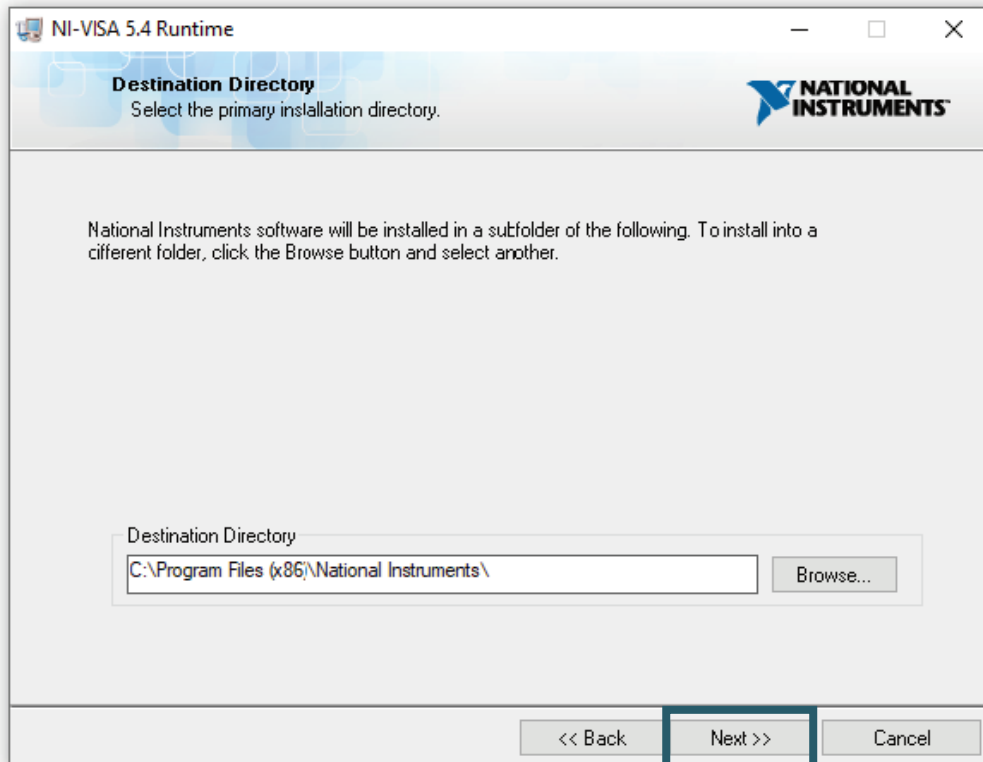 NI-VISA 5.4 Runtime
Destination Directory
Select the primary installation directory.
NATIONAL
INSTRUMENTS™
National Instruments software will be installed in a subfolder of the following. To install into a
different folder, click the Browse button and select another.
Destination Directory
C:\Program Files (x86)\National Instruments\
Browse...
<< Back
Next >>
Cancel